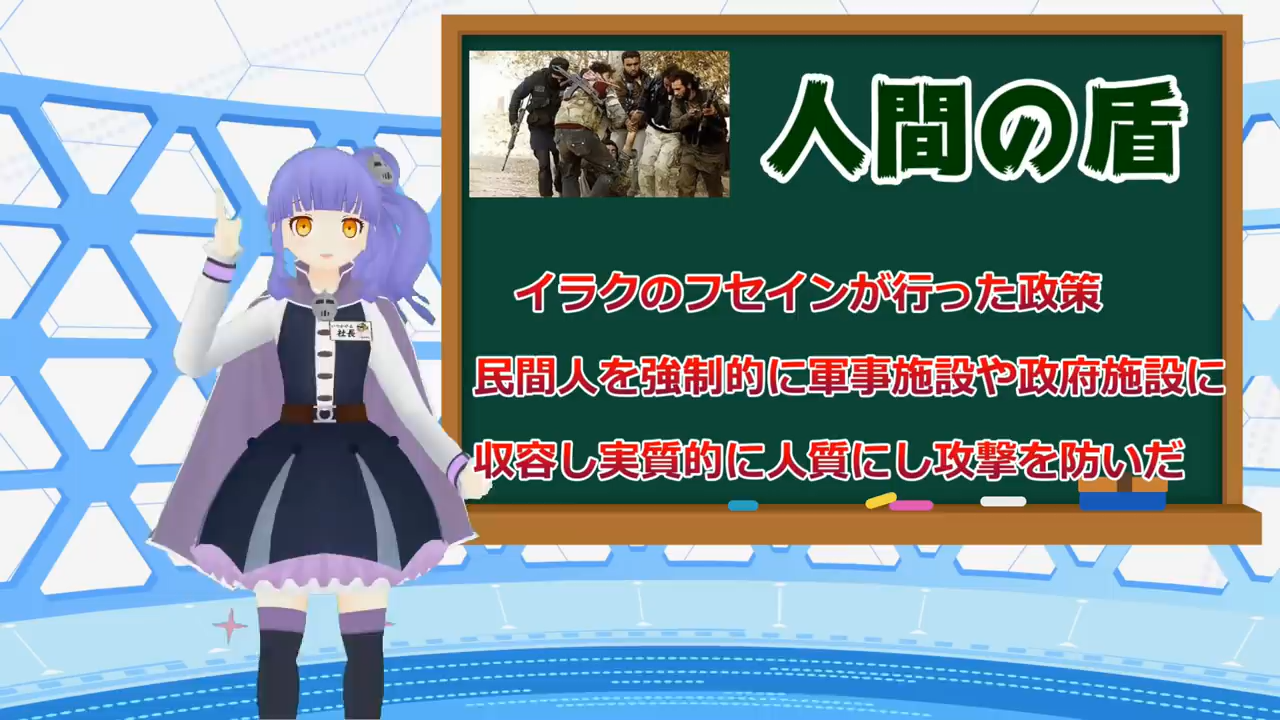 人間の盾
イラクのフセインが行った政策
民間人を強制的に軍事施設や政府施設に
収容し実質的に人質にし攻撃を防いだ
社長